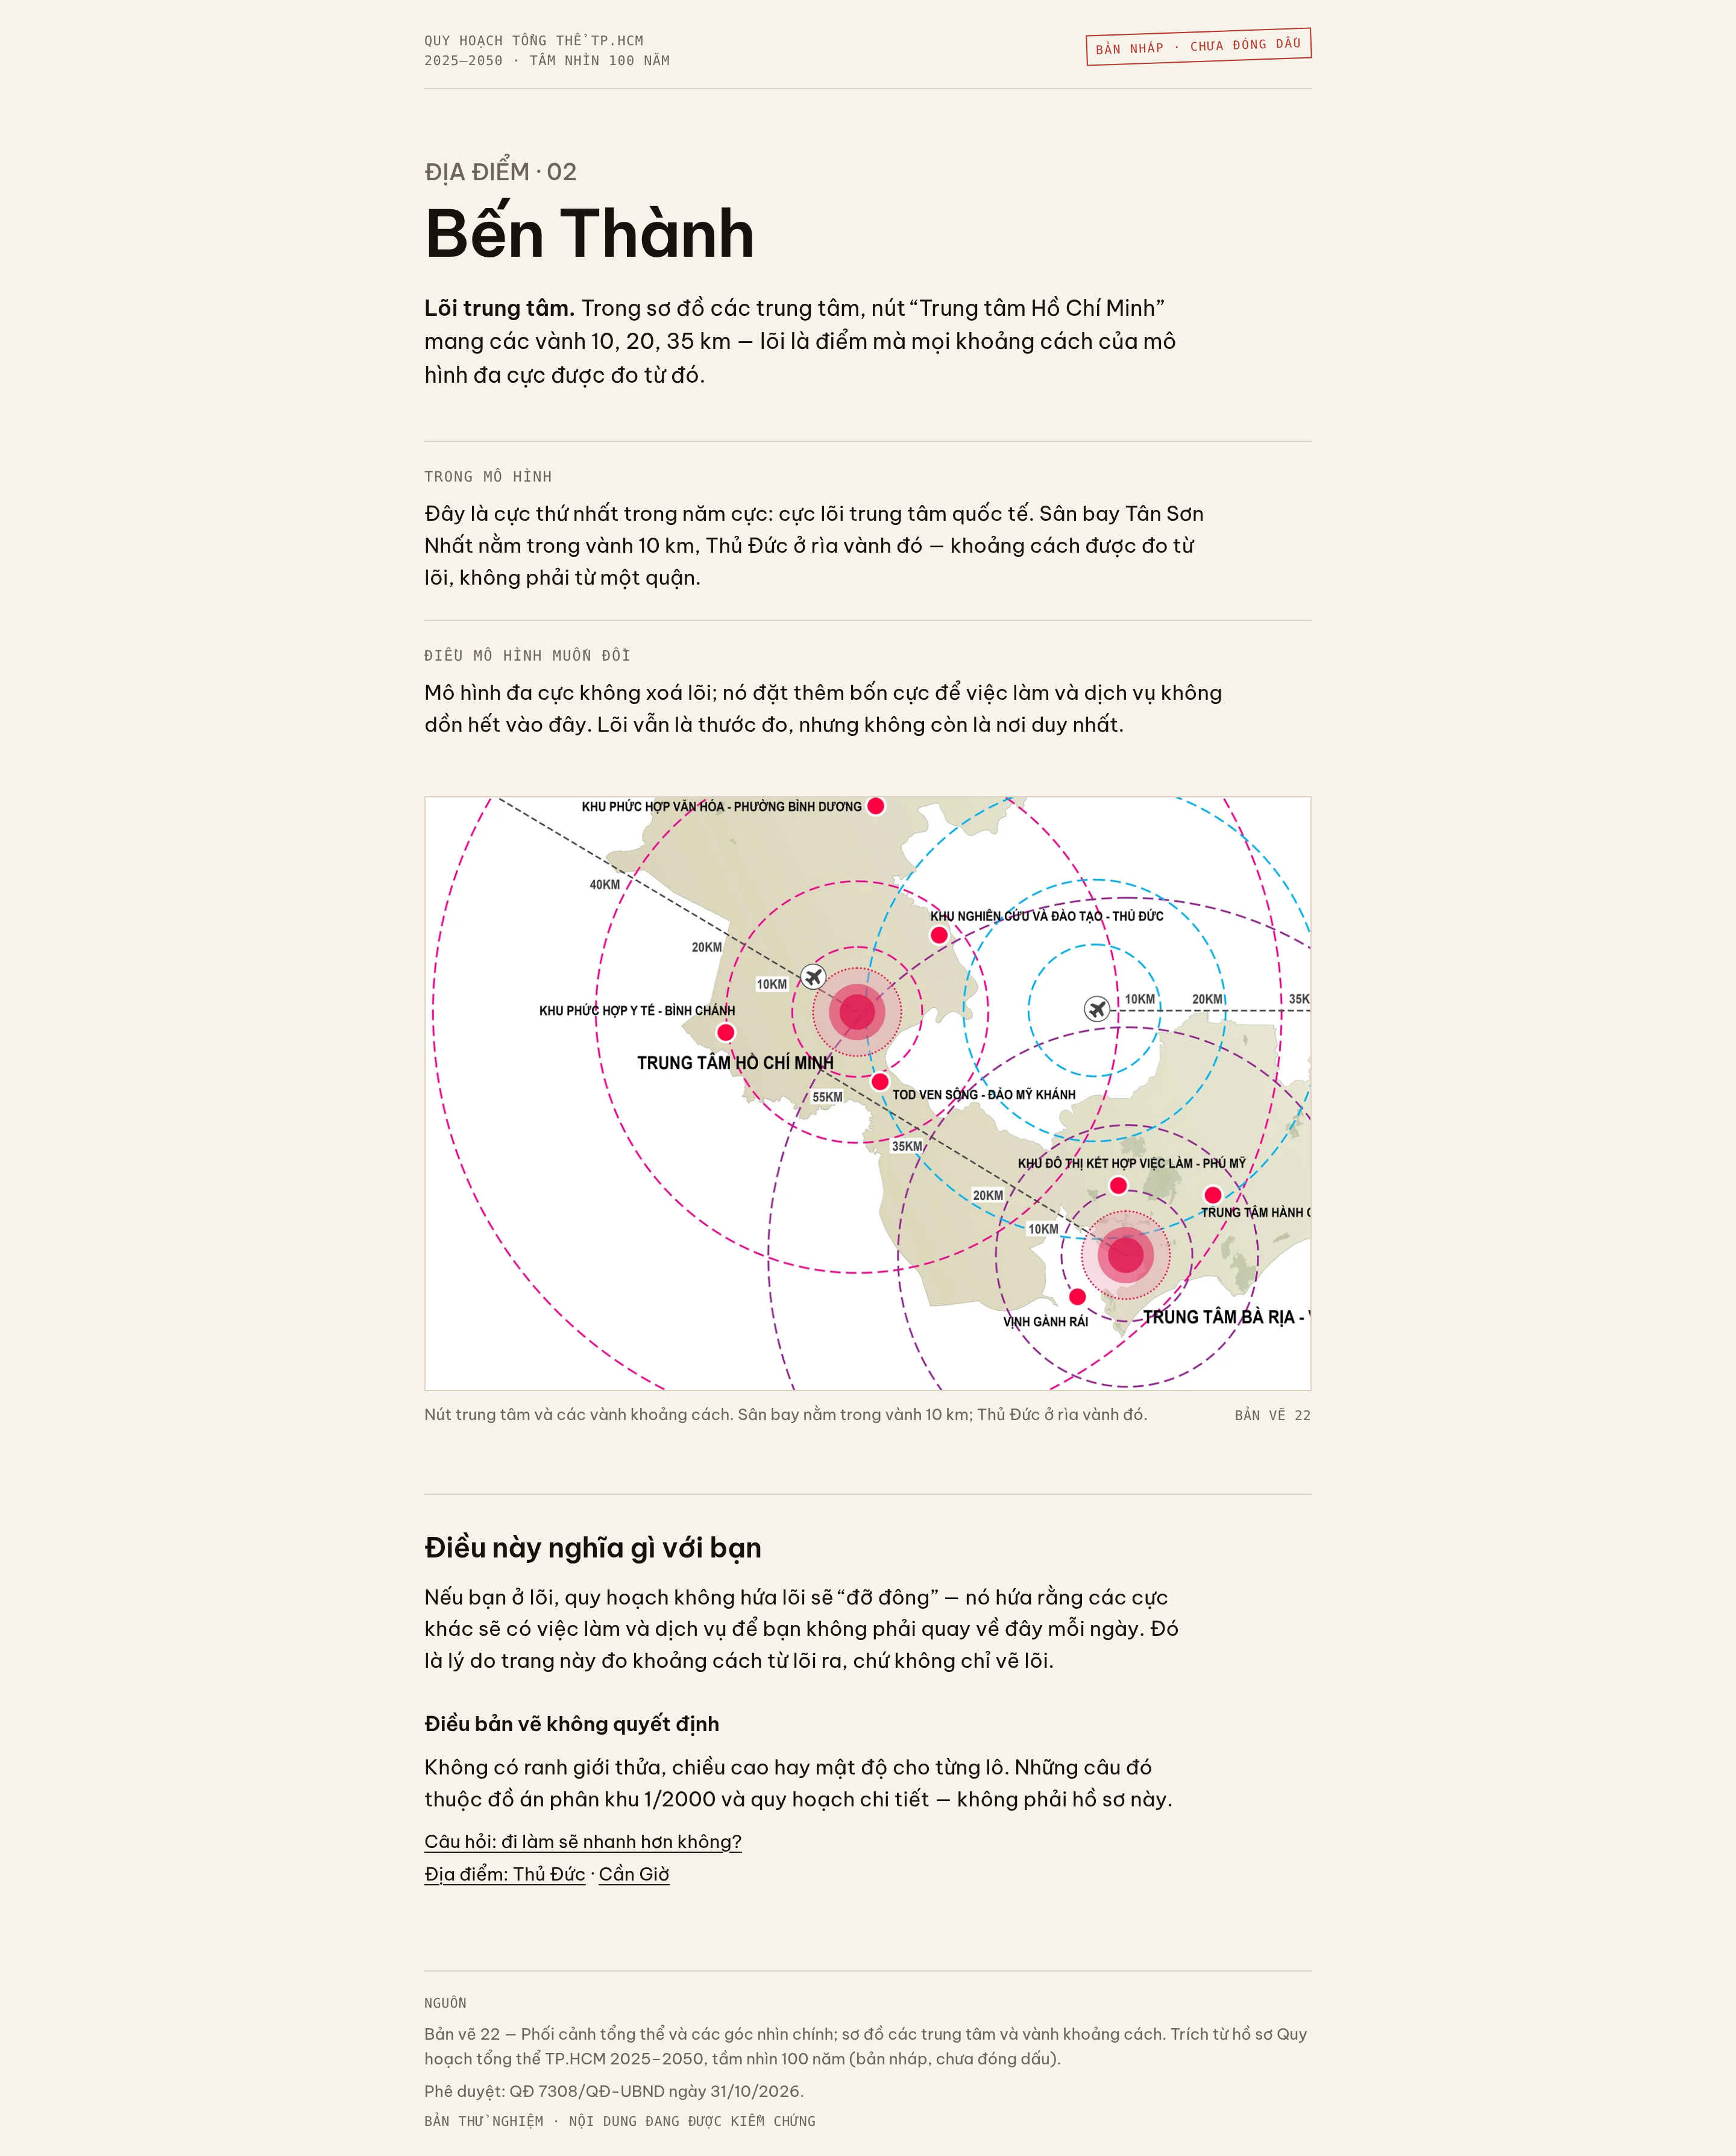 QUY HOẠCH TỔNG THỂ TP.HCM
2025–2050 · TẦM NHÌN 100 NĂM
BẢN NHÁP · CHƯA ĐÓNG DẤU
ĐỊA ĐIỂM · 02
Bến Thành
Lõi trung tâm. Trong sơ đồ các trung tâm, nút “Trung tâm Hồ Chí Minh”
mang các vành 10, 20, 35 km — lõi là điểm mà mọi khoảng cách của mô
hình đa cực được đo từ đó.
TRONG MÔ HÌNH
Đây là cực thứ nhất trong năm cực: cực lõi trung tâm quốc tế. Sân bay Tân Sơn
Nhất nằm trong vành 10 km, Thủ Đức ở rìa vành đó — khoảng cách được đo từ
lõi, không phải từ một quận.
ĐIỀU MÔ HÌNH MUỐN ĐỔI
Mô hình đa cực không xoá lõi; nó đặt thêm bốn cực để việc làm và dịch vụ không
dồn hết vào đây. Lõi vẫn là thước đo, nhưng không còn là nơi duy nhất.
KHU PHỨC HỢP VĂN HÓA - PHƯỜNG BÌNH DƯƠNG
40KM
KHU NGHIÊN CỨU VÀ ĐÀO TẠO - THỦ ĐỨC
20KM
10KM
10KM
20KM
35K
KHU PHỨC HỢP Y TẾ - BÌNH CHÁNH
TRUNG TÂM HỒ CHÍ MINH
55KM
TOD VEN SÔNG - ĐẢO MỸ KHÁNH
35KM
KHU ĐÔ THỊ KẾT HỢP VIỆC LÀM - PHÚ MỸ
20KM
TRUNG TÂM HÀNH C
10KM
VỊNH GÀNH RÁI
TRUNG TÂM BÀ RỊA - V
Nút trung tâm và các vành khoảng cách. Sân bay nằm trong vành 10 km; Thủ Đức ở rìa vành đó.
BẢN VẼ 22
Điều này nghĩa gì với bạn
Nếu bạn ở lõi, quy hoạch không hứa lõi sẽ “đỡ đông” — nó hứa rằng các cực
khác sẽ có việc làm và dịch vụ để bạn không phải quay về đây mỗi ngày. Đó
là lý do trang này đo khoảng cách từ lõi ra, chứ không chỉ vẽ lõi.
Điều bản vẽ không quyết định
Không có ranh giới thửa, chiều cao hay mật độ cho từng lô. Những câu đó
thuộc đồ án phân khu 1/2000 và quy hoạch chi tiết — không phải hồ sơ này.
Câu hỏi: đi làm sẽ nhanh hơn không?
Địa điểm: Thủ Đức · Cần Giờ
NGUỒN
Bản vẽ 22 — Phối cảnh tổng thể và các góc nhìn chính; sơ đồ các trung tâm và vành khoảng cách. Trích từ hồ sơ Quy
hoạch tổng thể TP.HCM 2025–2050, tầm nhìn 100 năm (bản nháp, chưa đóng dấu).
Phê duyệt: QĐ 7308/QĐ-UBND ngày 31/10/2026.
BẢN THỬ NGHIỆM · NỘI DUNG ĐANG ĐƯỢC KIỂM CHỨNG